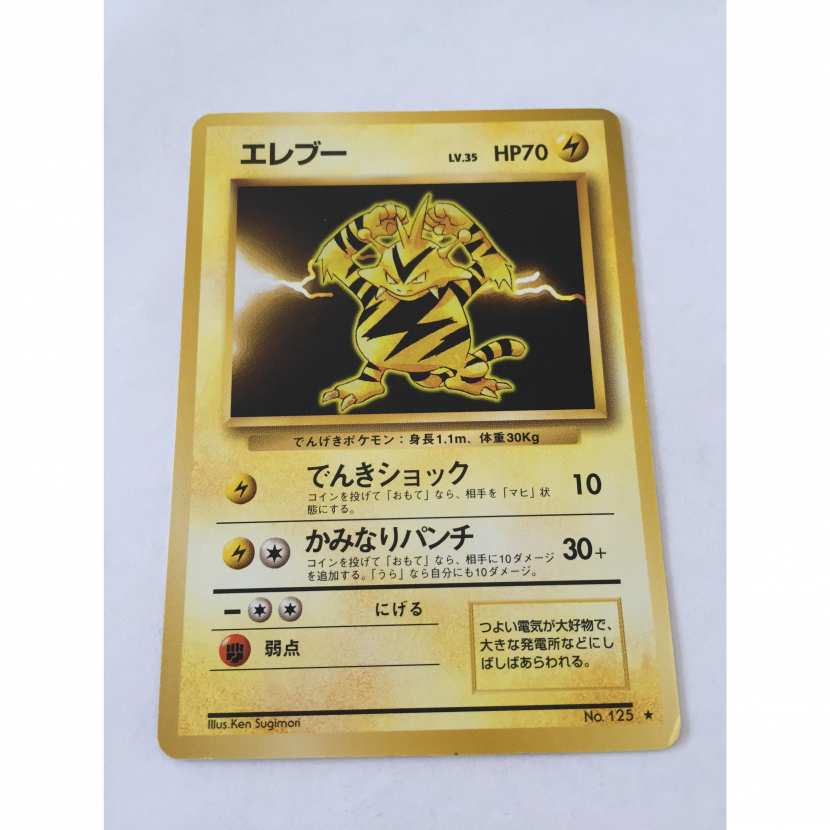 エレブー LV.35 HP70
でんげきポケモン：身長1.1m、体重30Kg
でんきショック 10
コインを投げて「おもて」なら、相手を「マヒ」状
態にする。
かみなりパンチ 30+
コインを投げて「おもて」なら、相手に10ダメージ
を追加する。「うら」なら自分にも10ダメージ。
にげる
弱点
つよい電気が大好物で、
大きな発電所などにし
ばしばあらわれる。
Illus.Ken Sugimori No. 125 ★